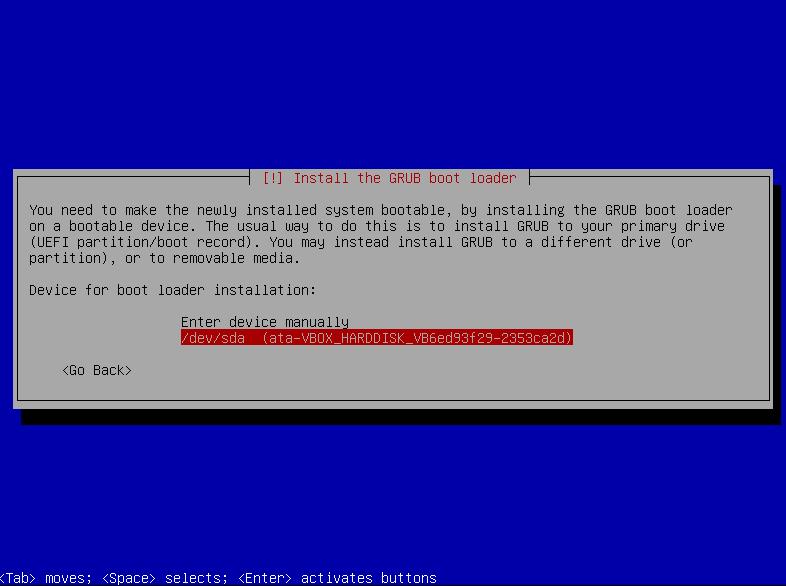 [!] Install the GRUB boot loader
You need to make the newly installed system bootable, by installing the GRUB boot loader
on a bootable device. The usual way to do this is to install GRUB to your primary drive
(UEFI partition/boot record). You may instead install GRUB to a different drive (or
partition), or to removable media.
Device for boot loader installation:
Enter device manually
/dev/sda  (ata-VBOX_HARDDISK_VB6ed93f29-2353ca2d)
<Go Back>
<Tab> moves; <Space> selects; <Enter> activates buttons